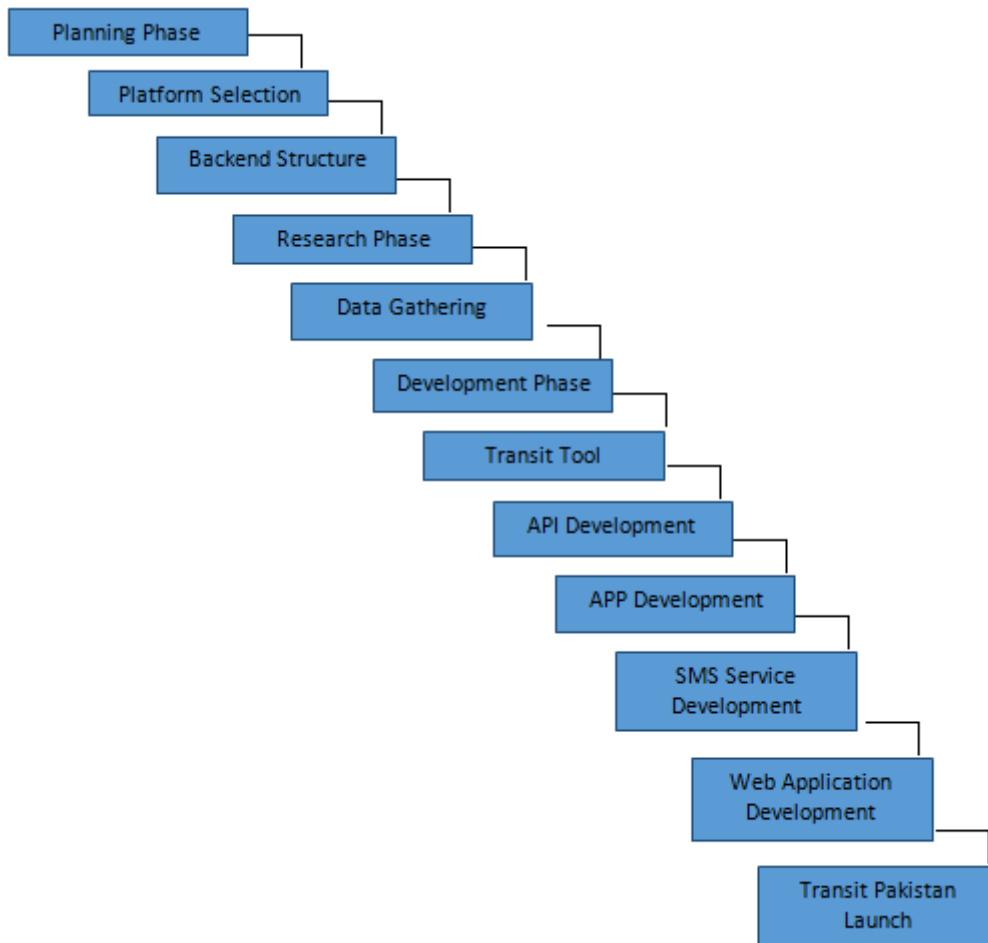 Planning Phase
Platform Selection
Backend Structure
Research Phase
Data Gathering
Development Phase
Transit Tool
API Development
APP Development
SMS Service
Development
Web Application
Development
Transit Pakistan
Launch